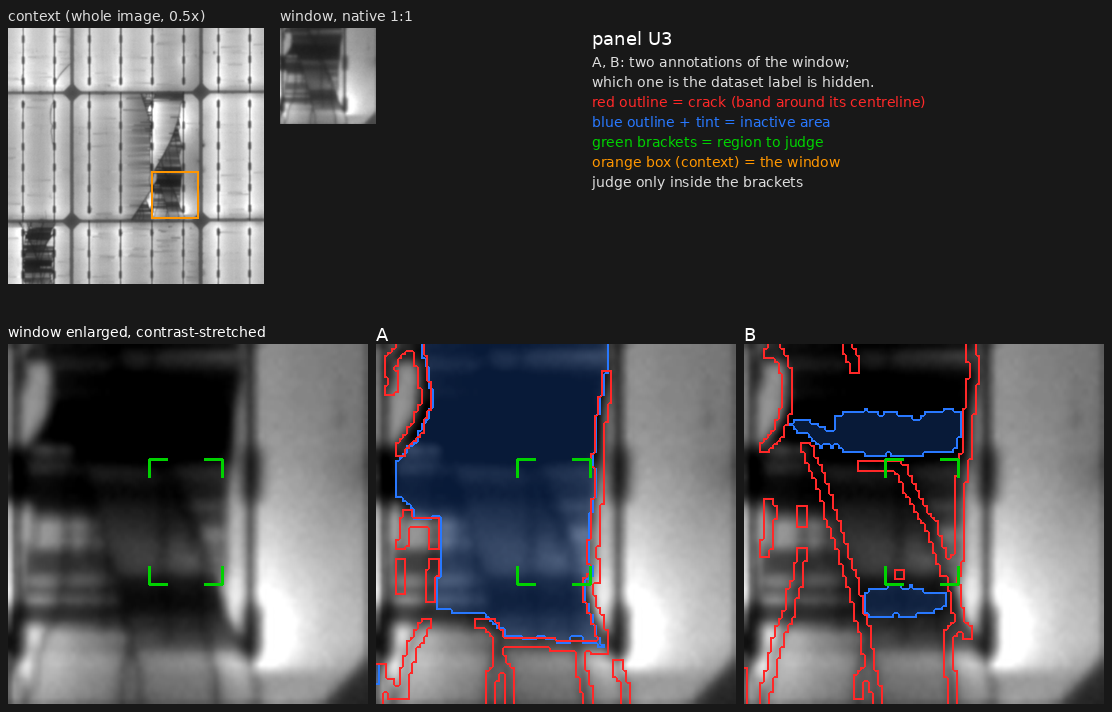 context (whole image, 0.5x)
window, native 1:1
panel U3
A, B: two annotations of the window;
which one is the dataset label is hidden.
red outline = crack (band around its centreline)
blue outline + tint = inactive area
green brackets = region to judge
orange box (context) = the window
judge only inside the brackets
window enlarged, contrast-stretched
A
B